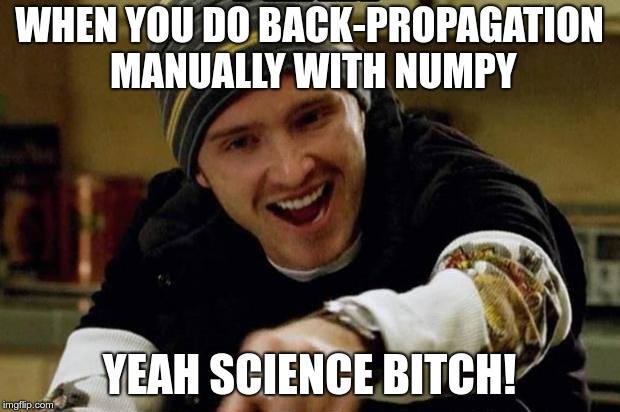 WHEN YOU DO BACK-PROPAGATION
MANUALLY WITH NUMPY
YEAH SCIENCE BITCH!
imgflip.com